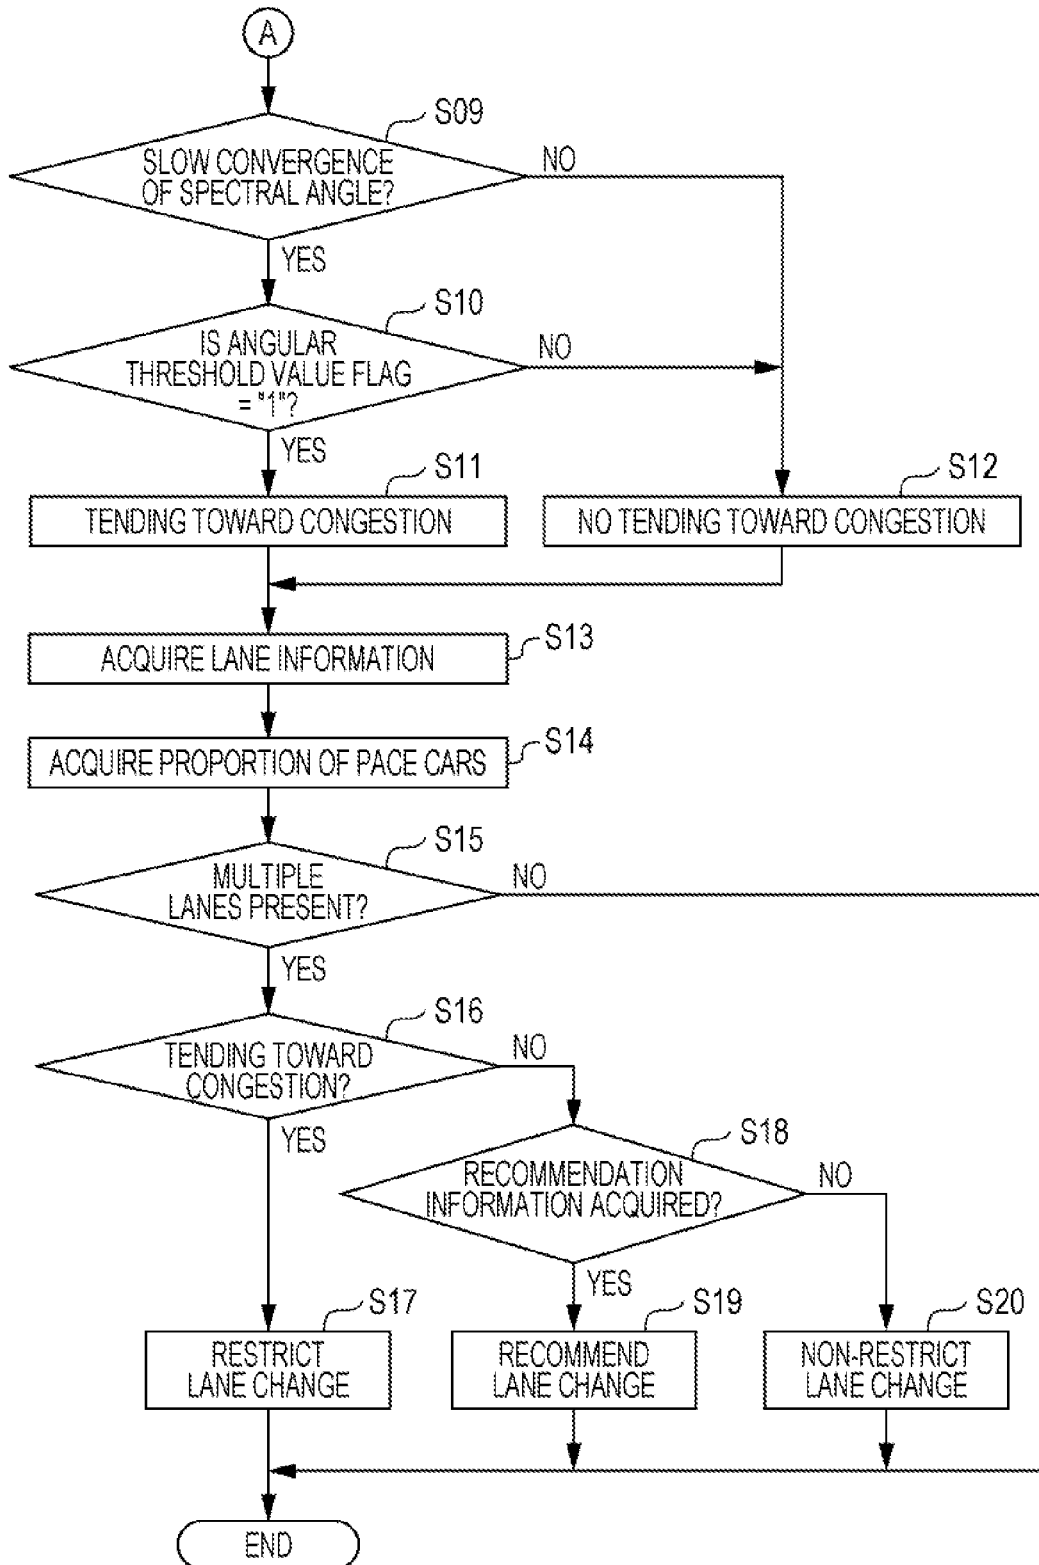 A
S09
SLOW CONVERGENCE
OF SPECTRAL ANGLE?
NO
YES
S10
IS ANGULAR
THRESHOLD VALUE FLAG
= "1"?
NO
YES
S11
TENDING TOWARD CONGESTION
S12
NO TENDING TOWARD CONGESTION
S13
ACQUIRE LANE INFORMATION
S14
ACQUIRE PROPORTION OF PACE CARS
S15
MULTIPLE
LANES PRESENT?
NO
YES
S16
TENDING TOWARD
CONGESTION?
NO
YES
S18
RECOMMENDATION
INFORMATION ACQUIRED?
NO
YES
S17
RESTRICT
LANE CHANGE
S19
RECOMMEND
LANE CHANGE
S20
NON-RESTRICT
LANE CHANGE
END